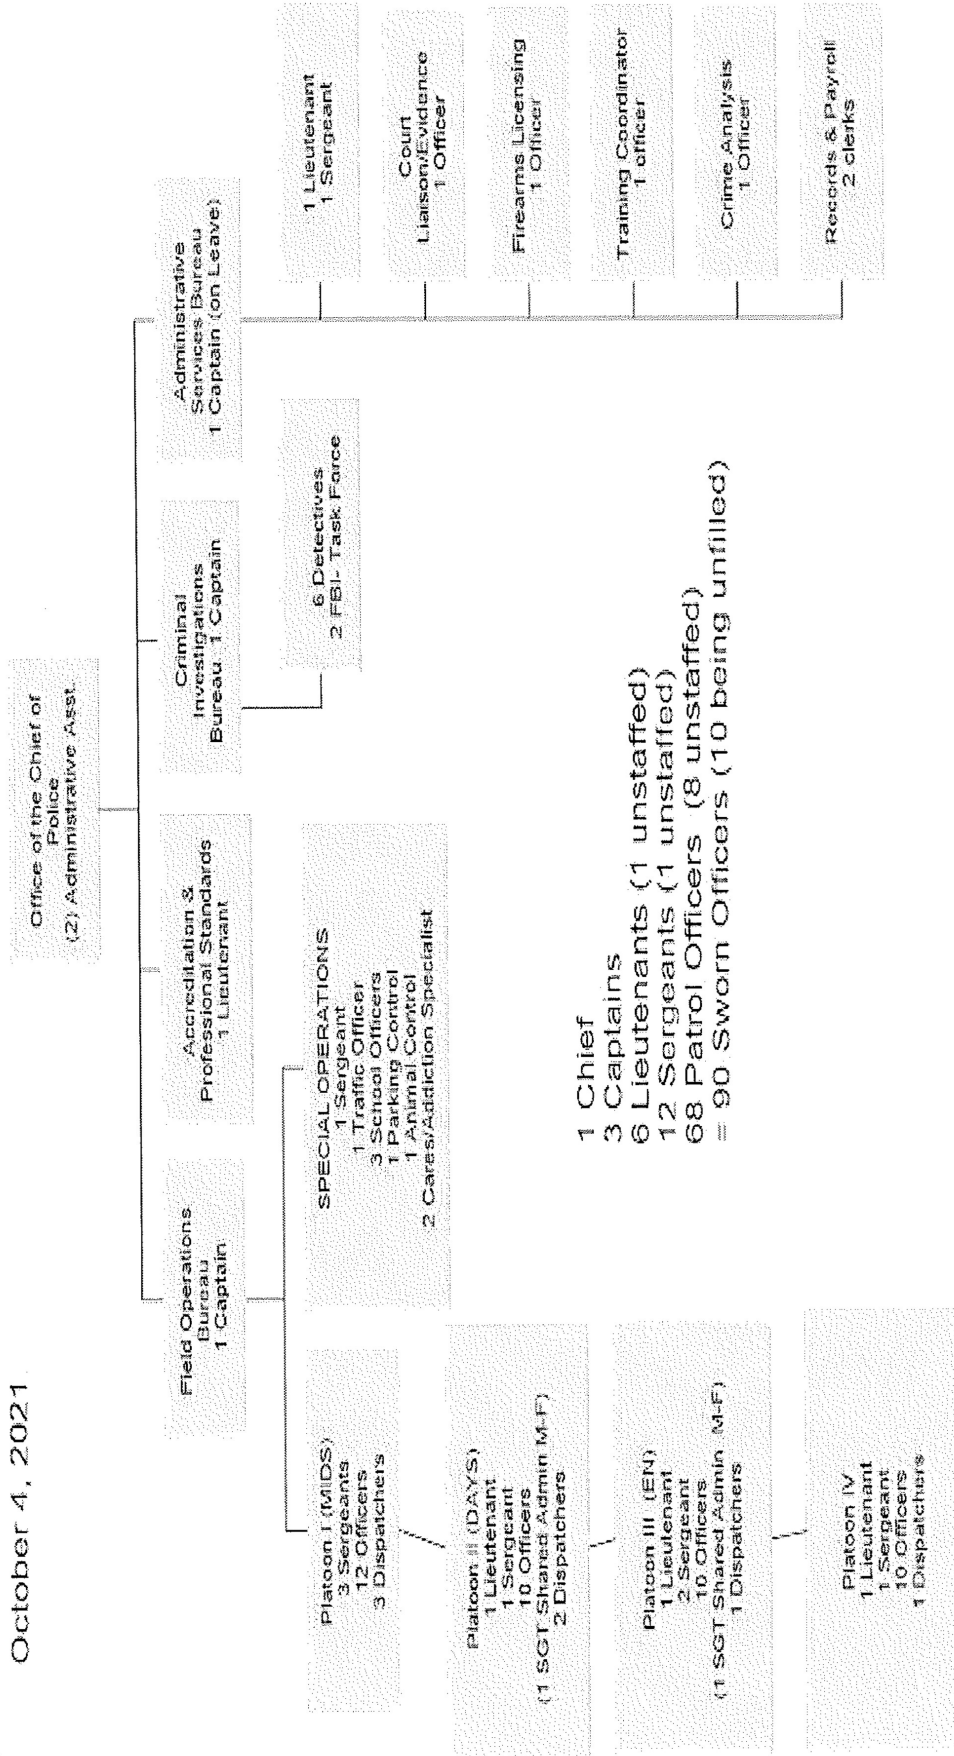 October 4, 2021
Office of the Chief of
Police
(2) Administrative Asst.
Field Operations
Bureau
1 Captain
Accreditation &
Professional Standards
1 Lieutenant
Criminal
Investigations
Bureau 1 Captain
Administrative
Services Bureau
1 Captain (on Leave)
Platoon I (MIDS)
3 Sergeants
12 Officers
3 Dispatchers
Platoon II (DAYS)
1 Lieutenant
1 Sergeant
10 Officers
(1 SGT Shared Admin M-F)
2 Dispatchers
Platoon III (EN)
1 Lieutenant
2 Sergeant
10 Officers
(1 SGT Shared Admin M-F)
1 Dispatchers
Platoon IV
1 Lieutenant
1 Sergeant
10 Officers
1 Dispatchers
SPECIAL OPERATIONS
1 Sergeant
1 Traffic Officer
3 School Officers
1 Parking Control
1 Animal Control
2 Cares/Addiction Specialist
6 Detectives
2 FBI- Task Force
1 Lieutenant
1 Sergeant
Court
Liaison/Evidence
1 Officer
Firearms Licensing
1 Officer
Training Coordinator
1 officer
Crime Analysis
1 Officer
Records & Payroll
2 clerks
1 Chief
3 Captains
6 Lieutenants (1 unstaffed)
12 Sergeants (1 unstaffed)
68 Patrol Officers (8 unstaffed)
= 90 Sworn Officers (10 being unfilled)